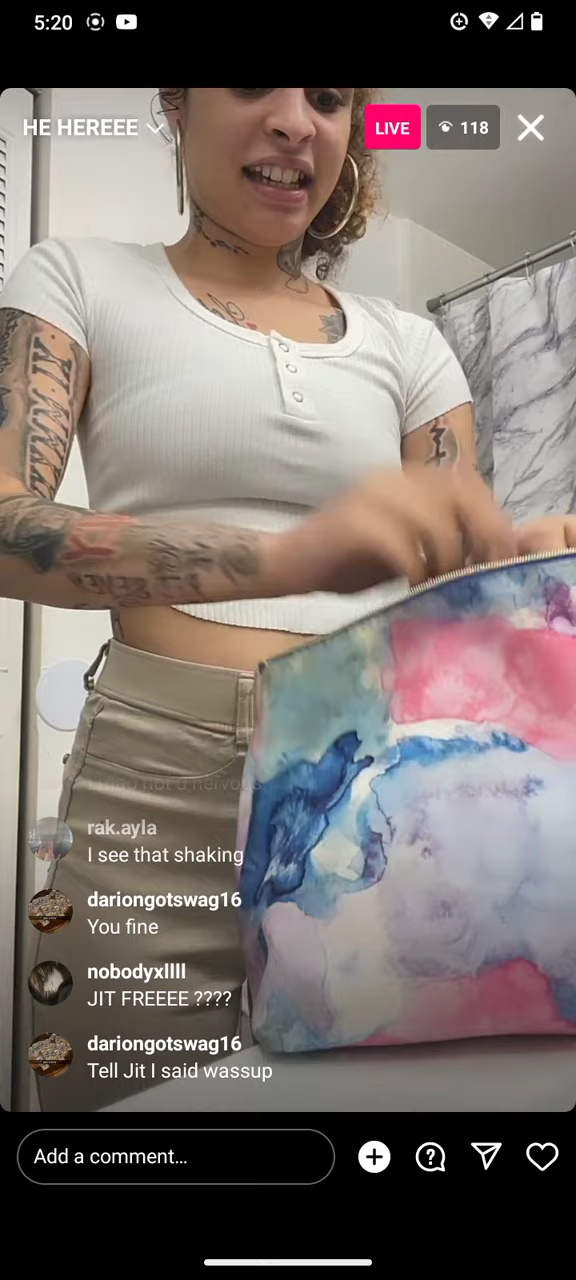 5:20
HE HEREEE
LIVE
118
rak.ayla
I see that shaking
dariongotswag16
You fine
nobodyxllll
JIT FREEEE ????
dariongotswag16
Tell Jit I said wassup
Add a comment…